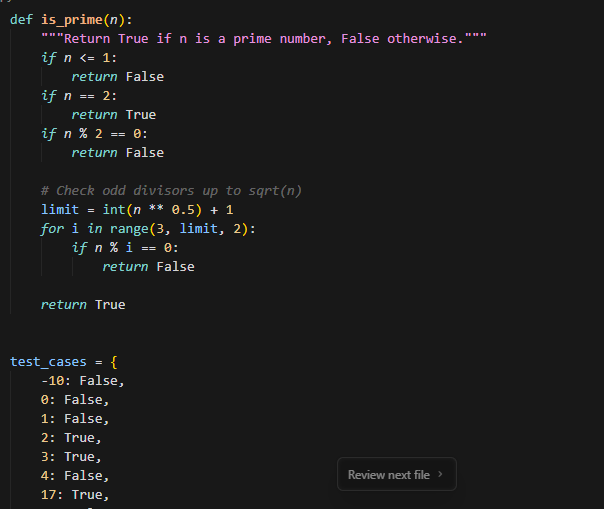 def is_prime(n):
    """Return True if n is a prime number, False otherwise."""
    if n <= 1:
        return False
    if n == 2:
        return True
    if n % 2 == 0:
        return False

    # Check odd divisors up to sqrt(n)
    limit = int(n ** 0.5) + 1
    for i in range(3, limit, 2):
        if n % i == 0:
            return False

    return True


test_cases = {
    -10: False,
    0: False,
    1: False,
    2: True,
    3: True,
    4: False,
    17: True,
Review next file ›